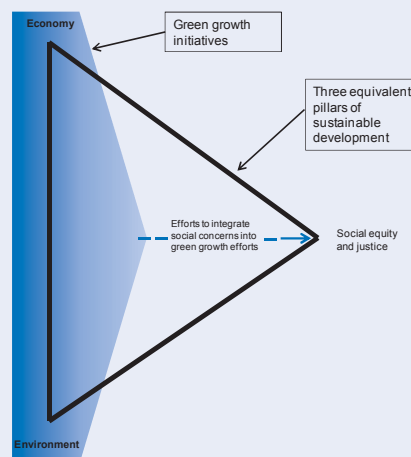 Economy
Green growth
initiatives
Three equivalent
pillars of
sustainable
development
Efforts to integrate
social concerns into
green growth efforts
Social equity
and justice
Environment